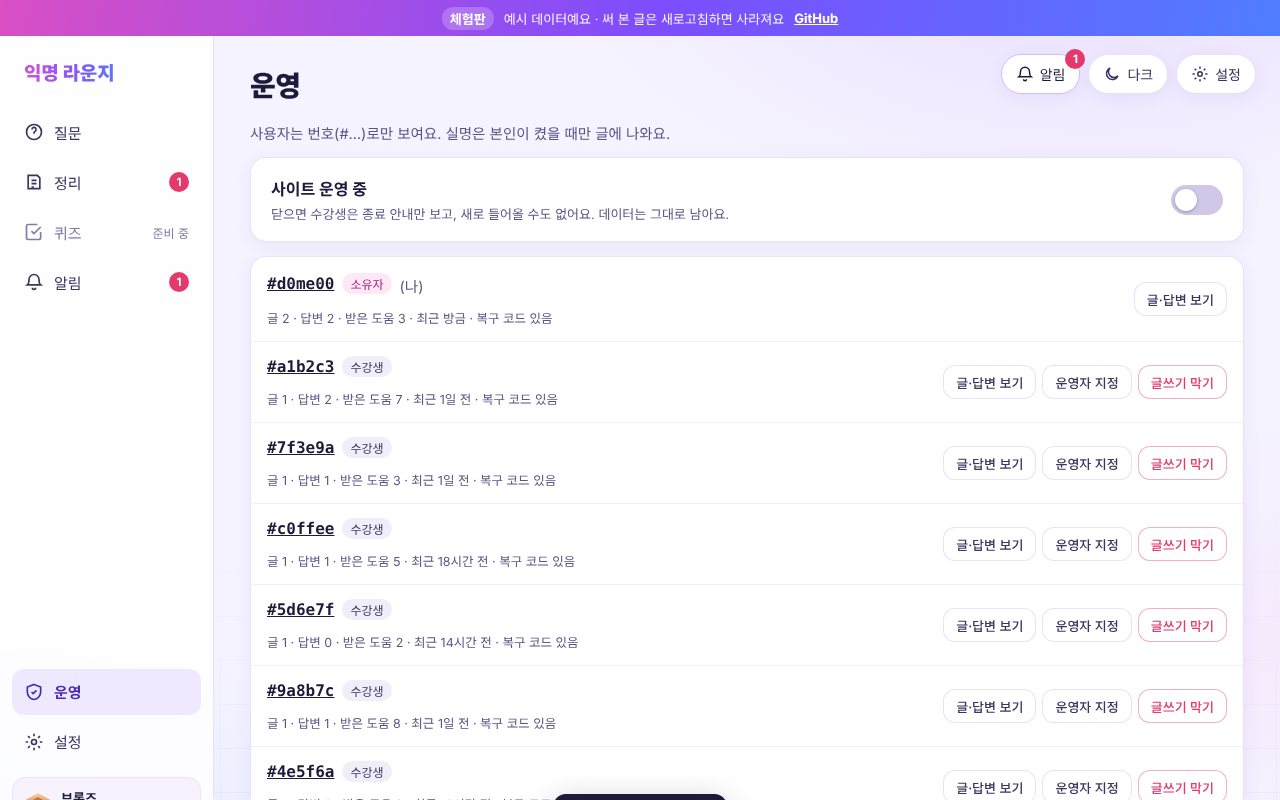 체험판 예시 데이터예요 · 써 본 글은 새로고침하면 사라져요 GitHub
익명 라운지
질문
정리 1
퀴즈 준비 중
알림 1
운영
설정
브론즈
알림 1
다크
설정
운영
사용자는 번호(#…)로만 보여요. 실명은 본인이 켰을 때만 글에 나와요.
사이트 운영 중
닫으면 수강생은 종료 안내만 보고, 새로 들어올 수도 없어요. 데이터는 그대로 남아요.
#d0me00 소유자 (나)
글 2 · 답변 2 · 받은 도움 3 · 최근 방금 · 복구 코드 있음
글·답변 보기
#a1b2c3 수강생
글 1 · 답변 2 · 받은 도움 7 · 최근 1일 전 · 복구 코드 있음
글·답변 보기 운영자 지정 글쓰기 막기
#7f3e9a 수강생
글 1 · 답변 1 · 받은 도움 3 · 최근 1일 전 · 복구 코드 있음
글·답변 보기 운영자 지정 글쓰기 막기
#c0ffee 수강생
글 1 · 답변 1 · 받은 도움 5 · 최근 18시간 전 · 복구 코드 있음
글·답변 보기 운영자 지정 글쓰기 막기
#5d6e7f 수강생
글 1 · 답변 0 · 받은 도움 2 · 최근 14시간 전 · 복구 코드 있음
글·답변 보기 운영자 지정 글쓰기 막기
#9a8b7c 수강생
글 1 · 답변 1 · 받은 도움 8 · 최근 1일 전 · 복구 코드 있음
글·답변 보기 운영자 지정 글쓰기 막기
#4e5f6a 수강생
글·답변 보기 운영자 지정 글쓰기 막기